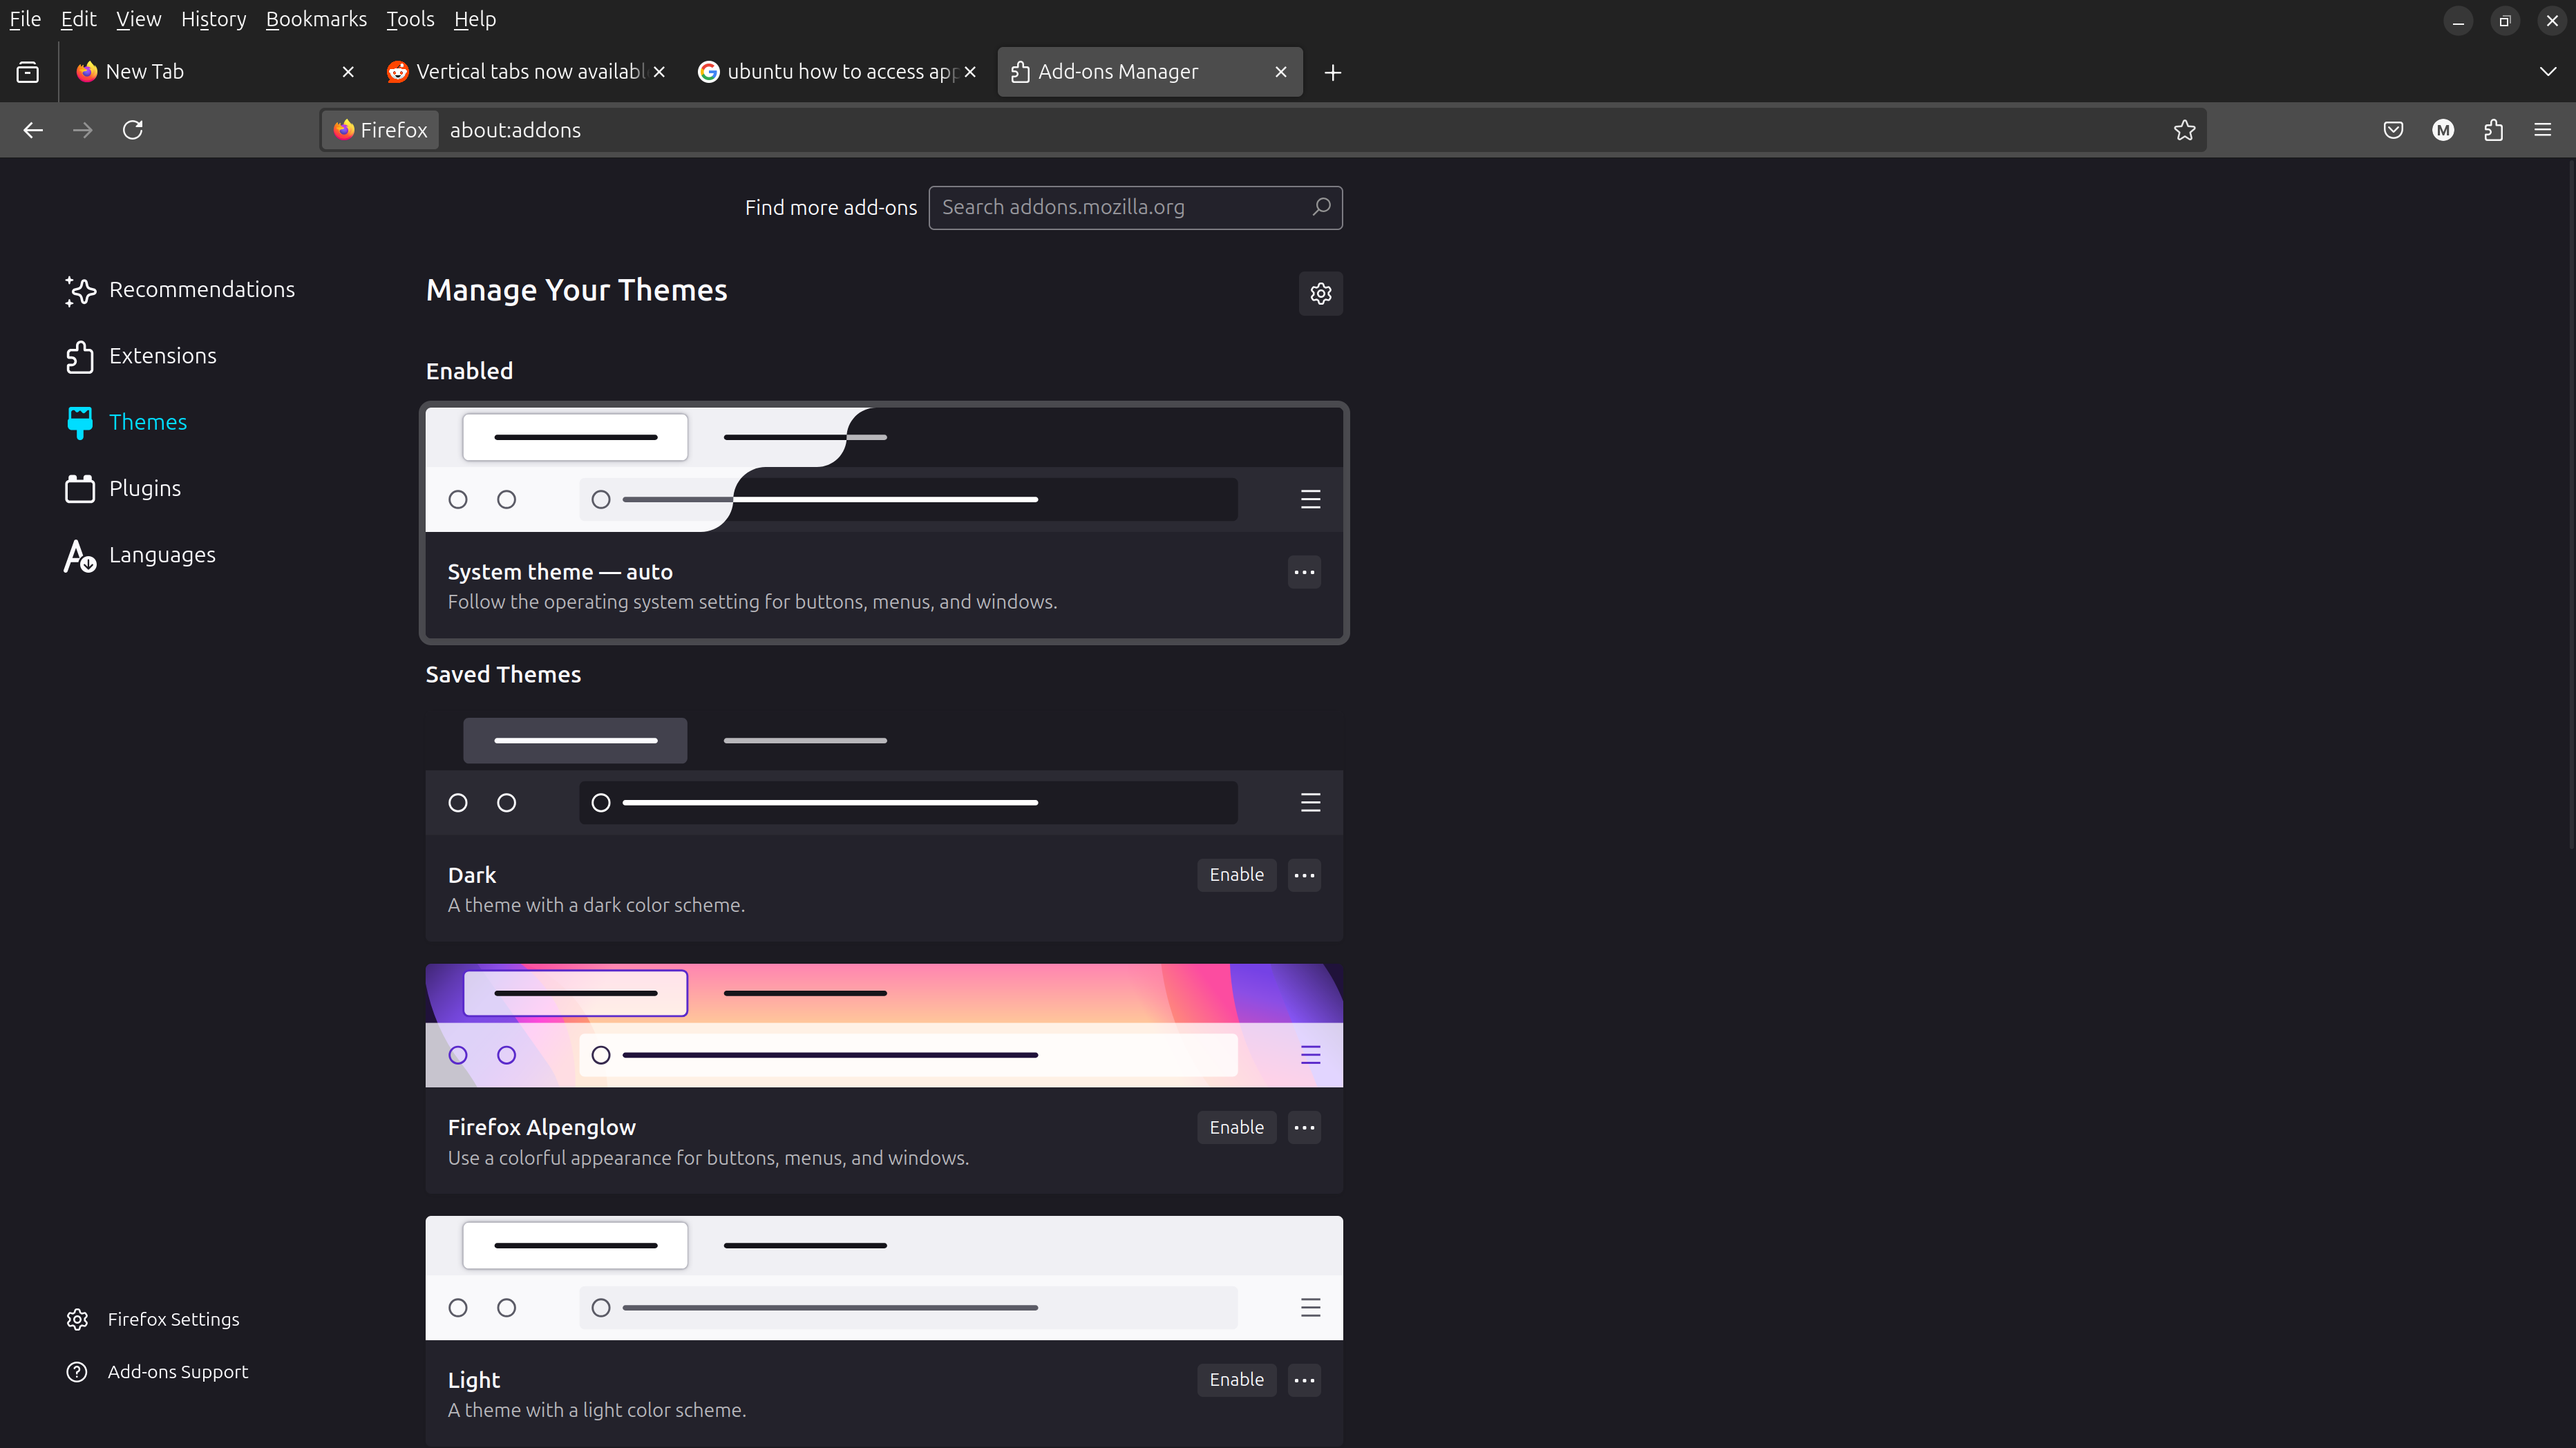 File Edit View History Bookmarks Tools Help
New Tab Vertical tabs now availabl ubuntu how to access app Add-ons Manager
Firefox about:addons M
Find more add-ons Search addons.mozilla.org
Recommendations
Extensions
Themes
Plugins
Languages
Firefox Settings
Add-ons Support
Manage Your Themes
Enabled
System theme — auto
Follow the operating system setting for buttons, menus, and windows.
Saved Themes
Dark Enable
A theme with a dark color scheme.
Firefox Alpenglow Enable
Use a colorful appearance for buttons, menus, and windows.
Light Enable
A theme with a light color scheme.